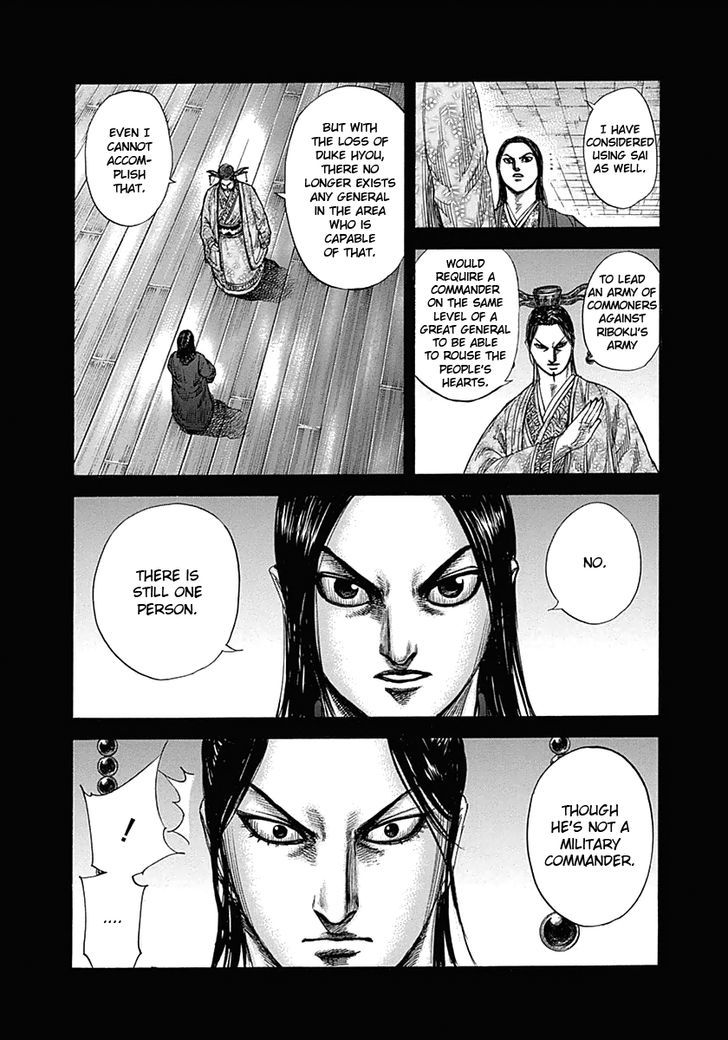 I HAVE
CONSIDERED
USING SAI
AS WELL.
...
TO LEAD
AN ARMY OF
COMMONERS
AGAINST
RIBOKU'S
ARMY
WOULD
REQUIRE A
COMMANDER
ON THE SAME
LEVEL OF A
GREAT GENERAL
TO BE ABLE
TO ROUSE THE
PEOPLE'S
HEARTS.
BUT WITH
THE LOSS OF
DUKE HYOU,
THERE NO
LONGER EXISTS
ANY GENERAL
IN THE AREA
WHO IS
CAPABLE
OF THAT.
EVEN I
CANNOT
ACCOM-
PLISH
THAT.
NO.
THERE IS
STILL ONE
PERSON.
THOUGH
HE'S NOT A
MILITARY
COMMANDER.
!
....